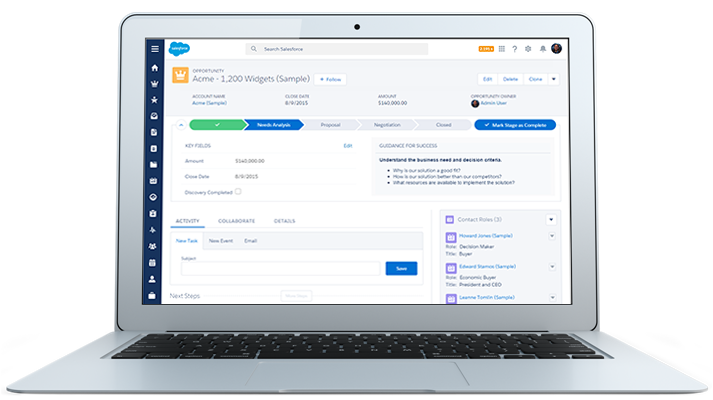 salesforce
Search Salesforce
OPPORTUNITY
Acme - 1,200 Widgets (Sample)
+ Follow
Edit
Delete
Clone
ACCOUNT NAME
CLOSE DATE
AMOUNT
OPPORTUNITY OWNER
Acme (Sample)
8/9/2015
$140,000.00
Admin User
Needs Analysis
Proposal
Negotiation
Closed
Mark Stage as Complete
KEY FIELDS
Edit
Amount
$140,000.00
Close Date
8/9/2015
Discovery Completed
GUIDANCE FOR SUCCESS
Understand the business need and decision criteria.
• Why is our solution a good fit?
• How is our solution better than our competitors?
• What resources are available to implement the solution?
ACTIVITY
COLLABORATE
DETAILS
New Task
New Event
Email
Subject
Save
Next Steps
Contact Roles (3)
Howard Jones (Sample)
Role: Decision Maker
Title: Buyer
Edward Stamos (Sample)
Role: Economic Buyer
Title: President and CEO
Leanne Tomlin (Sample)